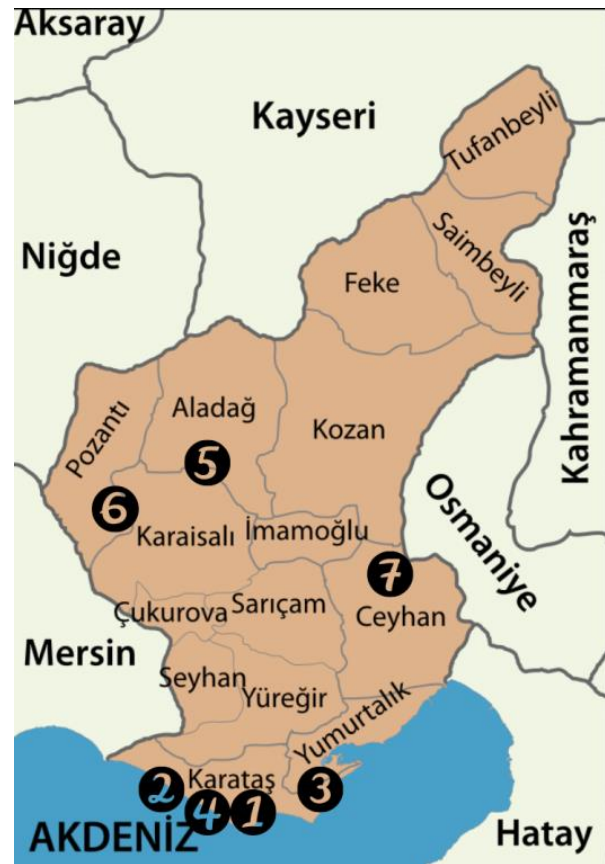 Aksaray
Kayseri
Tufanbeyli
Saimbeyli
Niğde
Feke
Kahramanmaraş
Aladağ
Pozantı
Kozan
5
Osmaniye
6
Karaisalı
İmamoğlu
7
Çukurova
Sarıçam
Ceyhan
Mersin
Seyhan
Yüreğir
Yumurtalık
Karataş
2
3
4
1
AKDENİZ
Hatay